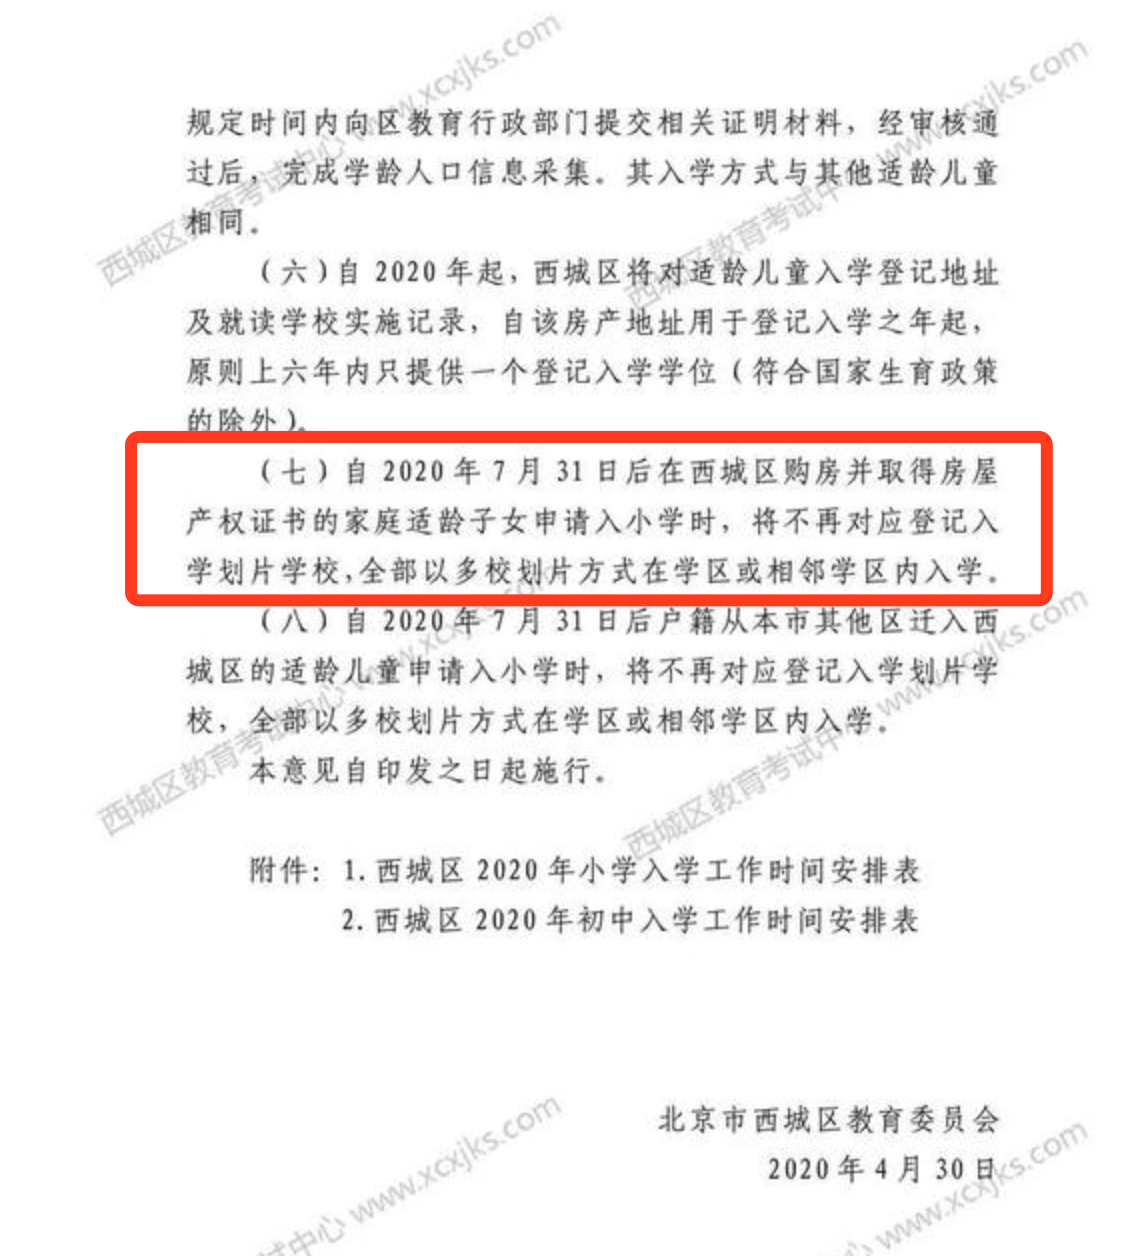 规定时间内向区教育行政部门提交相关证明材料，经审核通
过后，完成学龄人口信息采集。其入学方式与其他适龄儿童
相同。
（六）自 2020 年起，西城区将对适龄儿童入学登记地址
及就读学校实施记录，自该房产地址用于登记入学之年起，
原则上六年内只提供一个登记入学学位（符合国家生育政策
的除外）。
（七）自 2020 年 7 月 31 日后在西城区购房并取得房屋
产权证书的家庭适龄子女申请入小学时，将不再对应登记入
学划片学校，全部以多校划片方式在学区或相邻学区内入学。
（八）自 2020 年 7 月 31 日后户籍从本市其他区迁入西
城区的适龄儿童申请入小学时，将不再对应登记入学划片学
校，全部以多校划片方式在学区或相邻学区内入学。
本意见自印发之日起施行。
附件：1.西城区 2020 年小学入学工作时间安排表
2.西城区 2020 年初中入学工作时间安排表
北京市西城区教育委员会
2020 年 4 月 30 日
西城区教育考试中心 www.xcxjks.com
西城区教育考试中心 www.xcxjks.com
西城区教育考试中心 www.xcxjks.com
西城区教育考试中心 www.xcxjks.com
试中心 www.xcxjks.com
www.xcxjks.com